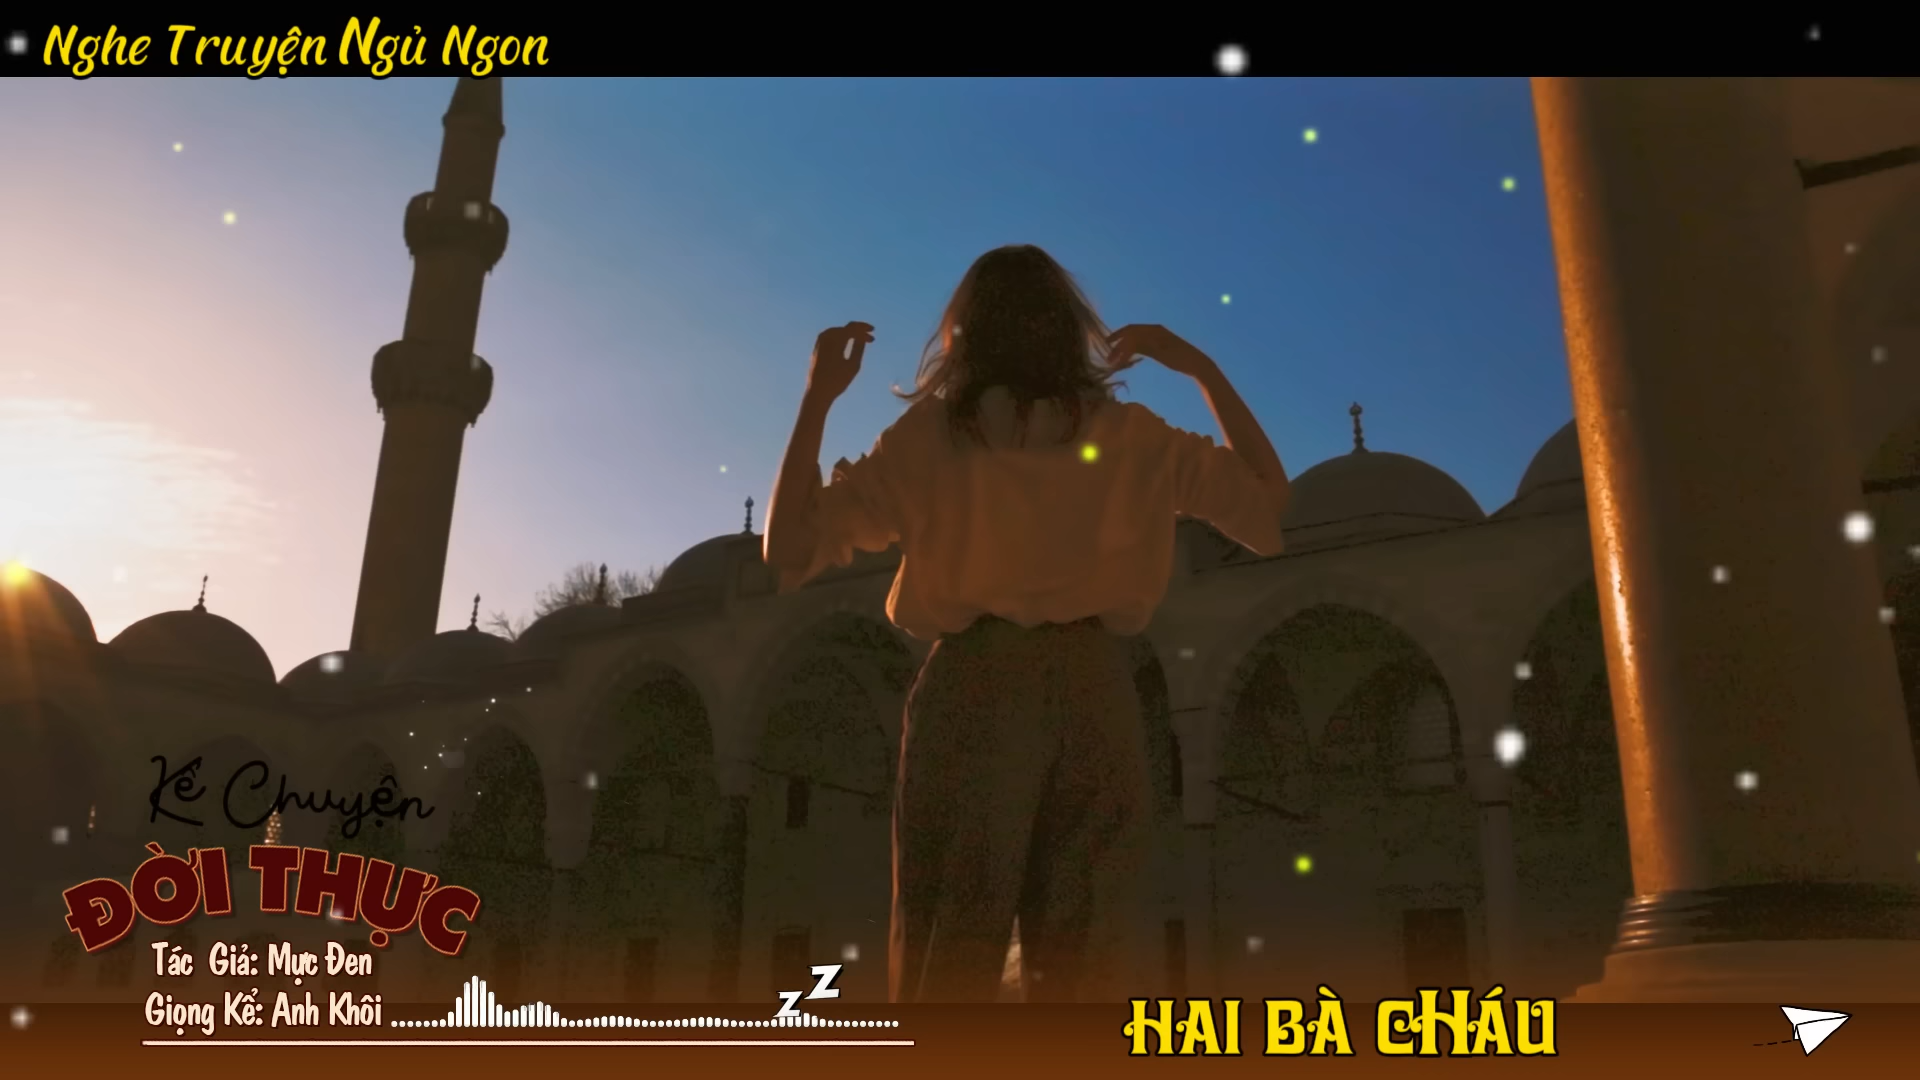 Nghe Truyện Ngủ Ngon
Kể Chuyện
ĐỜI THỰC
Tác Giả: Mực Đen
Giọng Kể: Anh Khôi
z Z
HAI BÀ CHÁU